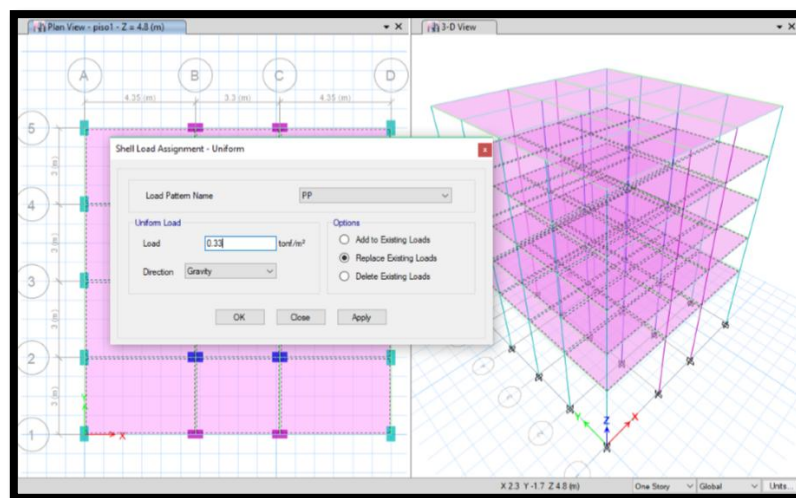 Plan View - piso1 - Z = 4.8 (m)
3-D View
A B C D
4.35 (m) 3.3 (m) 4.35 (m)
5
3 (m)
4
3 (m)
3
3 (m)
2
3 (m)
1
Y
X
Shell Load Assignment - Uniform
x
Load Pattern Name PP
Uniform Load
Load 0.33 tonf/m²
Direction Gravity
Options
Add to Existing Loads
Replace Existing Loads
Delete Existing Loads
OK Close Apply
Z
Y X
X 2.3 Y -1.7 Z 4.8 (m) One Story Global Units...